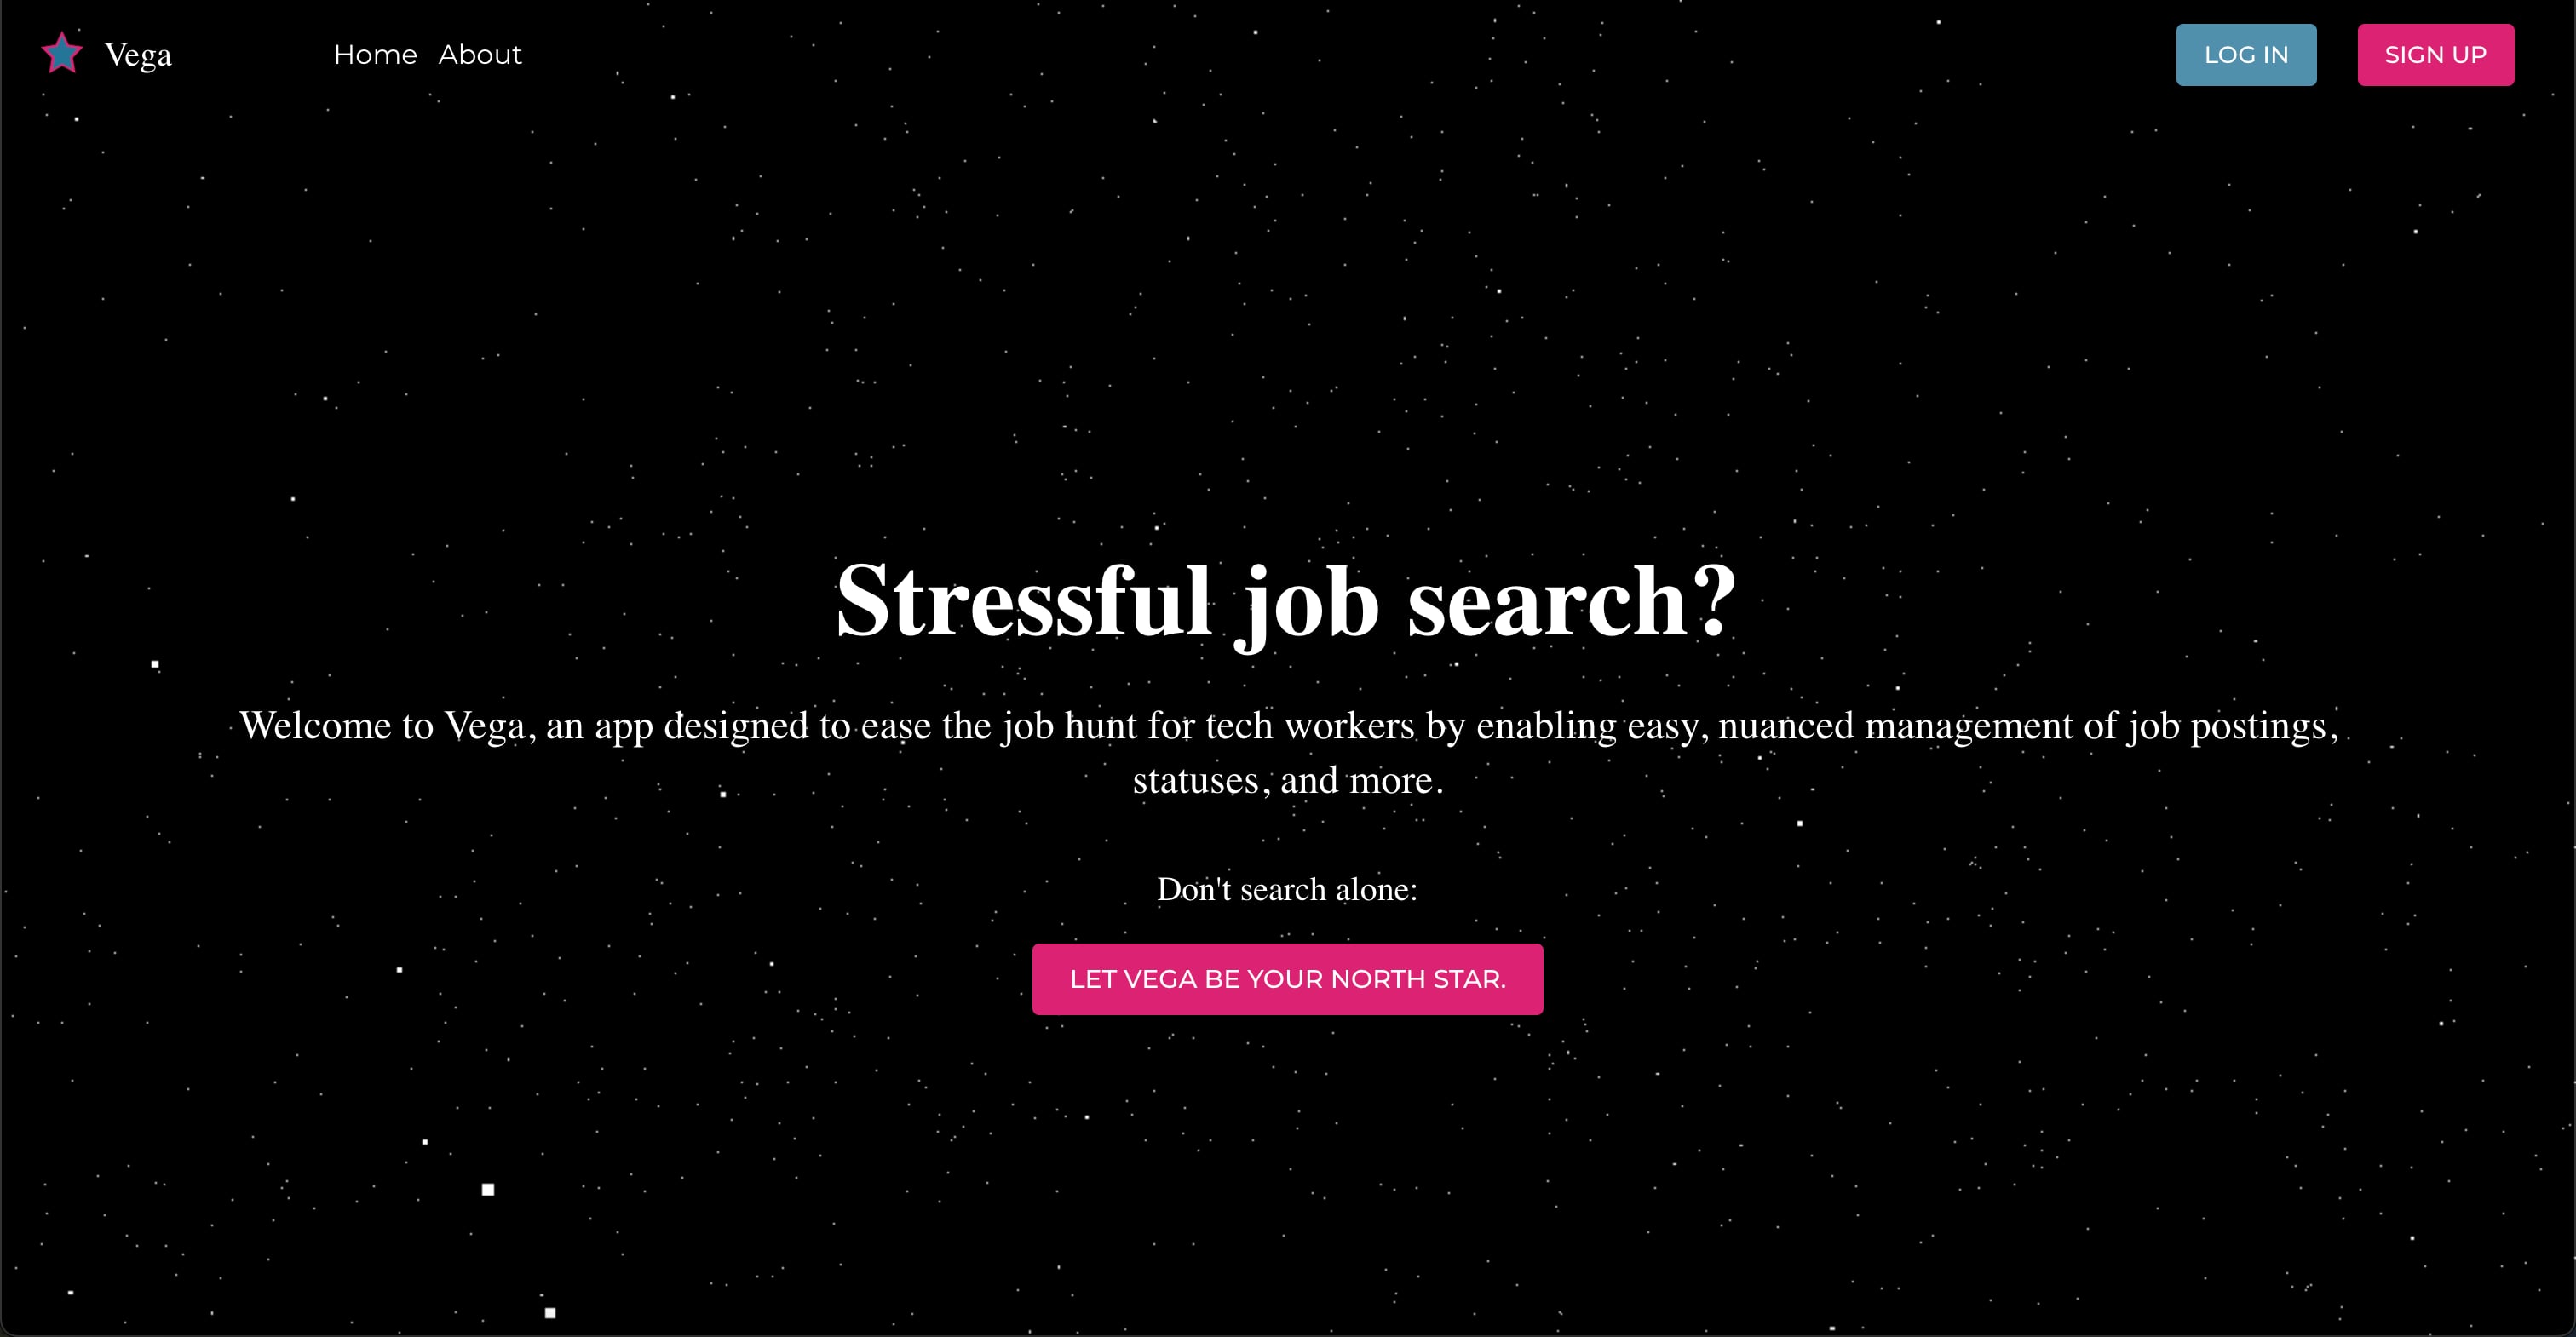 Vega
Home About
LOG IN
SIGN UP
Stressful job search?
Welcome to Vega, an app designed to ease the job hunt for tech workers by enabling easy, nuanced management of job postings,
statuses, and more.
Don't search alone:
LET VEGA BE YOUR NORTH STAR.